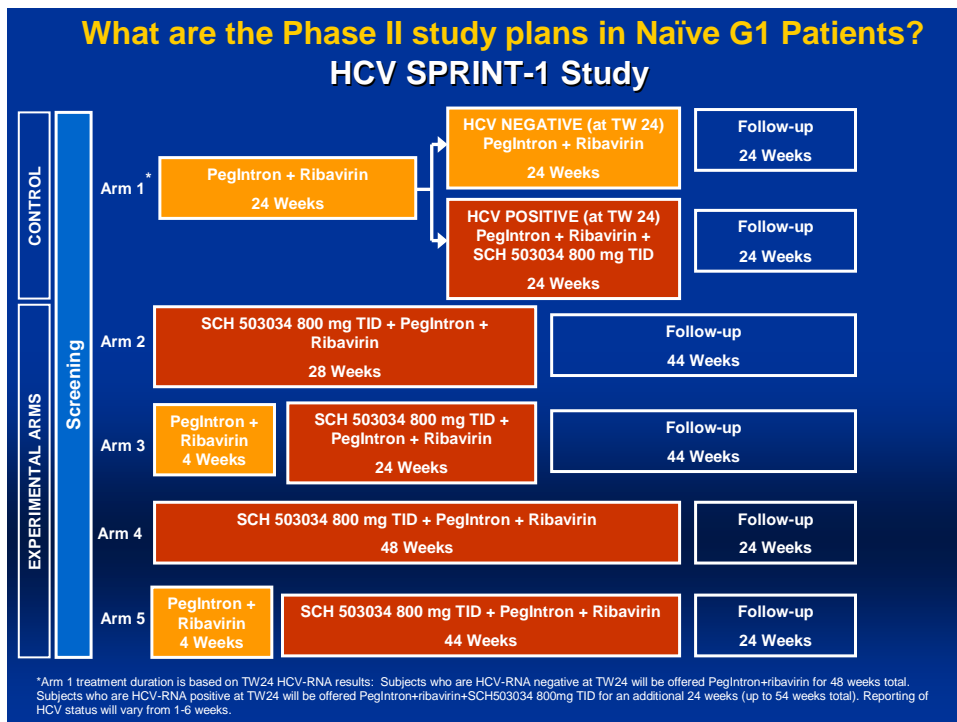 What are the Phase II study plans in Naïve G1 Patients?
HCV SPRINT-1 Study
CONTROL
EXPERIMENTAL ARMS
Screening
Arm 1*
PegIntron + Ribavirin
24 Weeks
HCV NEGATIVE (at TW 24)
PegIntron + Ribavirin
24 Weeks
Follow-up
24 Weeks
HCV POSITIVE (at TW 24)
PegIntron + Ribavirin +
SCH 503034 800 mg TID
24 Weeks
Follow-up
24 Weeks
Arm 2
SCH 503034 800 mg TID + PegIntron +
Ribavirin
28 Weeks
Follow-up
44 Weeks
Arm 3
PegIntron +
Ribavirin
4 Weeks
SCH 503034 800 mg TID +
PegIntron + Ribavirin
24 Weeks
Follow-up
44 Weeks
Arm 4
SCH 503034 800 mg TID + PegIntron + Ribavirin
48 Weeks
Follow-up
24 Weeks
Arm 5
PegIntron +
Ribavirin
4 Weeks
SCH 503034 800 mg TID + PegIntron + Ribavirin
44 Weeks
Follow-up
24 Weeks
*Arm 1 treatment duration is based on TW24 HCV-RNA results: Subjects who are HCV-RNA negative at TW24 will be offered PegIntron+ribavirin for 48 weeks total.
Subjects who are HCV-RNA positive at TW24 will be offered PegIntron+ribavirin+SCH503034 800mg TID for an additional 24 weeks (up to 54 weeks total). Reporting of
HCV status will vary from 1-6 weeks.